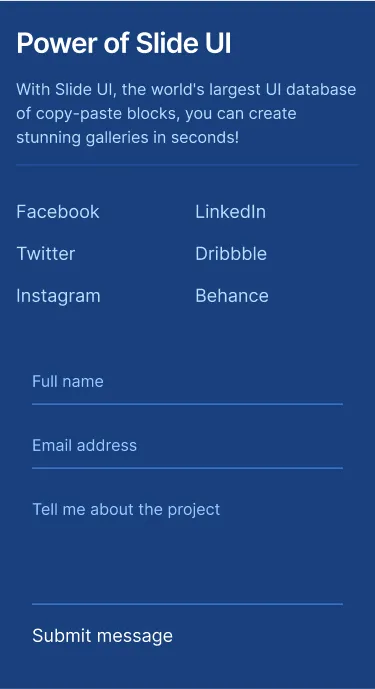 Power of Slide UI
With Slide UI, the world's largest UI database
of copy-paste blocks, you can create
stunning galleries in seconds!
Facebook
LinkedIn
Twitter
Dribbble
Instagram
Behance
Full name
Email address
Tell me about the project
Submit message